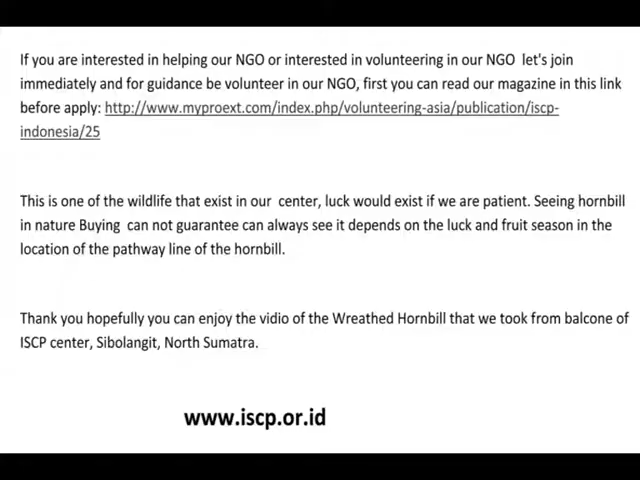 If you are interested in helping our NGO or interested in volunteering in our NGO let's join
immediately and for guidance be volunteer in our NGO, first you can read our magazine in this link
before apply: http://www.myproext.com/index.php/volunteering-asia/publication/iscp-
indonesia/25
This is one of the wildlife that exist in our center, luck would exist if we are patient. Seeing hornbill
in nature Buying can not guarantee can always see it depends on the luck and fruit season in the
location of the pathway line of the hornbill.
Thank you hopefully you can enjoy the vidio of the Wreathed Hornbill that we took from balcone of
ISCP center, Sibolangit, North Sumatra.
www.iscp.or.id